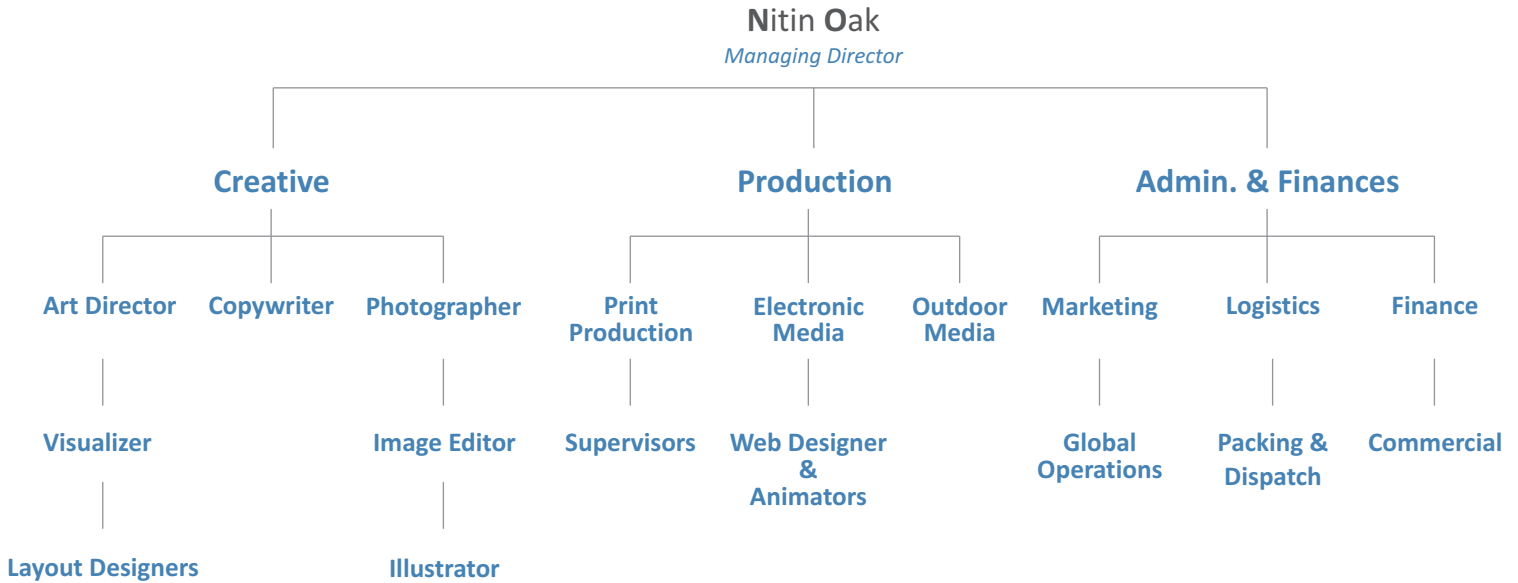 Nitin Oak
Managing Director
Creative
Production
Admin. & Finances
Art Director
Copywriter
Photographer
Print
Production
Electronic
Media
Outdoor
Media
Marketing
Logistics
Finance
Visualizer
Image Editor
Supervisors
Web Designer
&
Animators
Global
Operations
Packing &
Dispatch
Commercial
Layout Designers
Illustrator